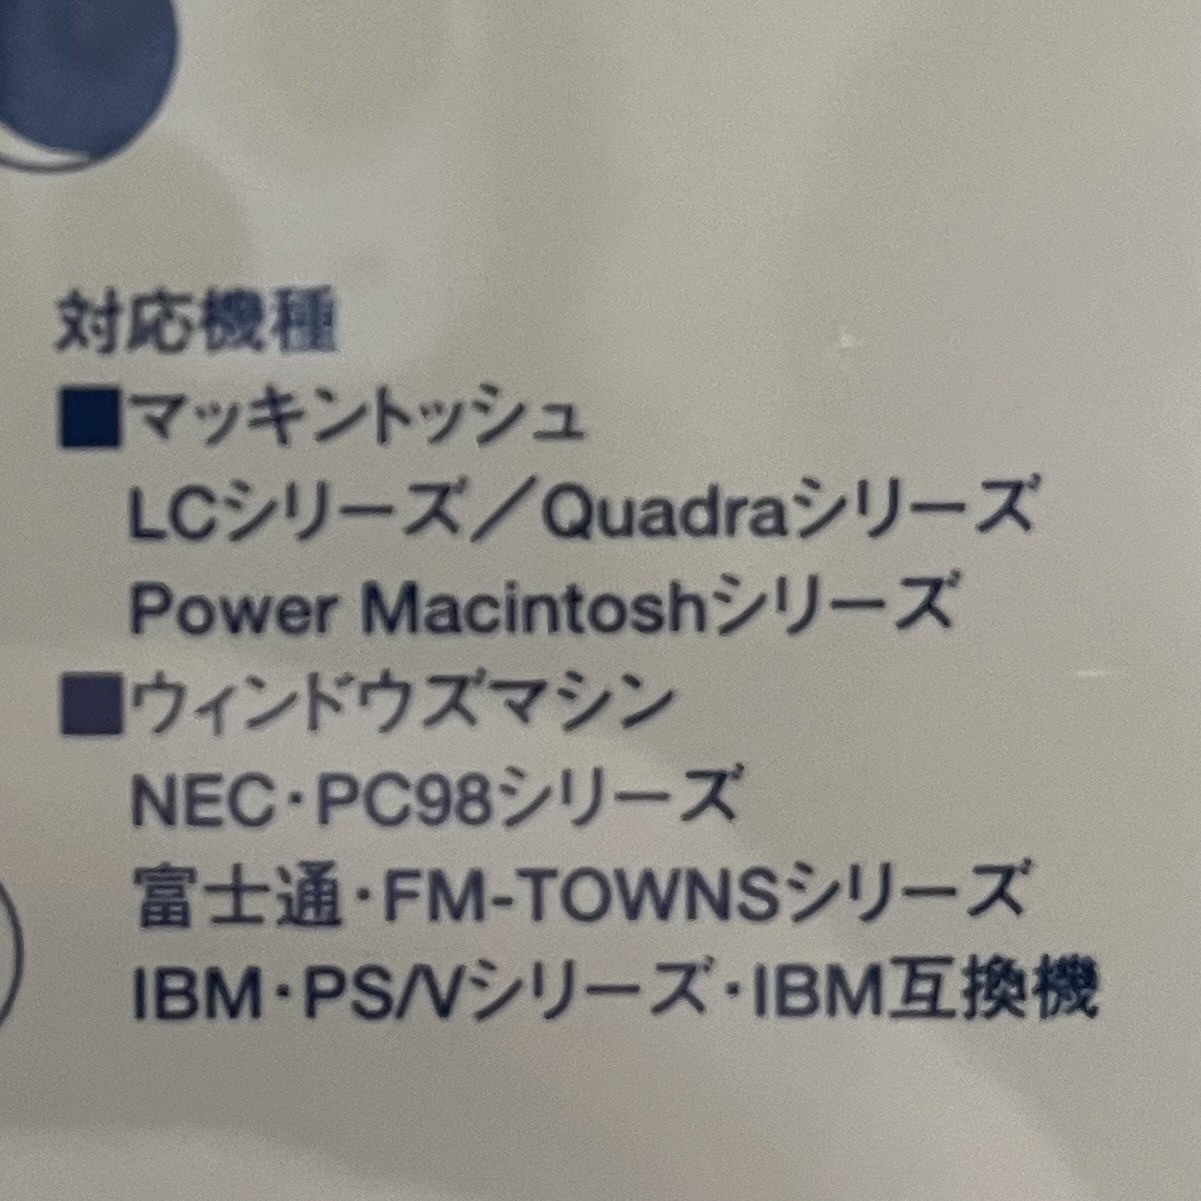 対応機種
■マッキントッシュ
LCシリーズ／Quadraシリーズ
Power Macintoshシリーズ
■ウィンドウズマシン
NEC・PC98シリーズ
富士通・FM-TOWNSシリーズ
IBM・PS/Vシリーズ・IBM互換機